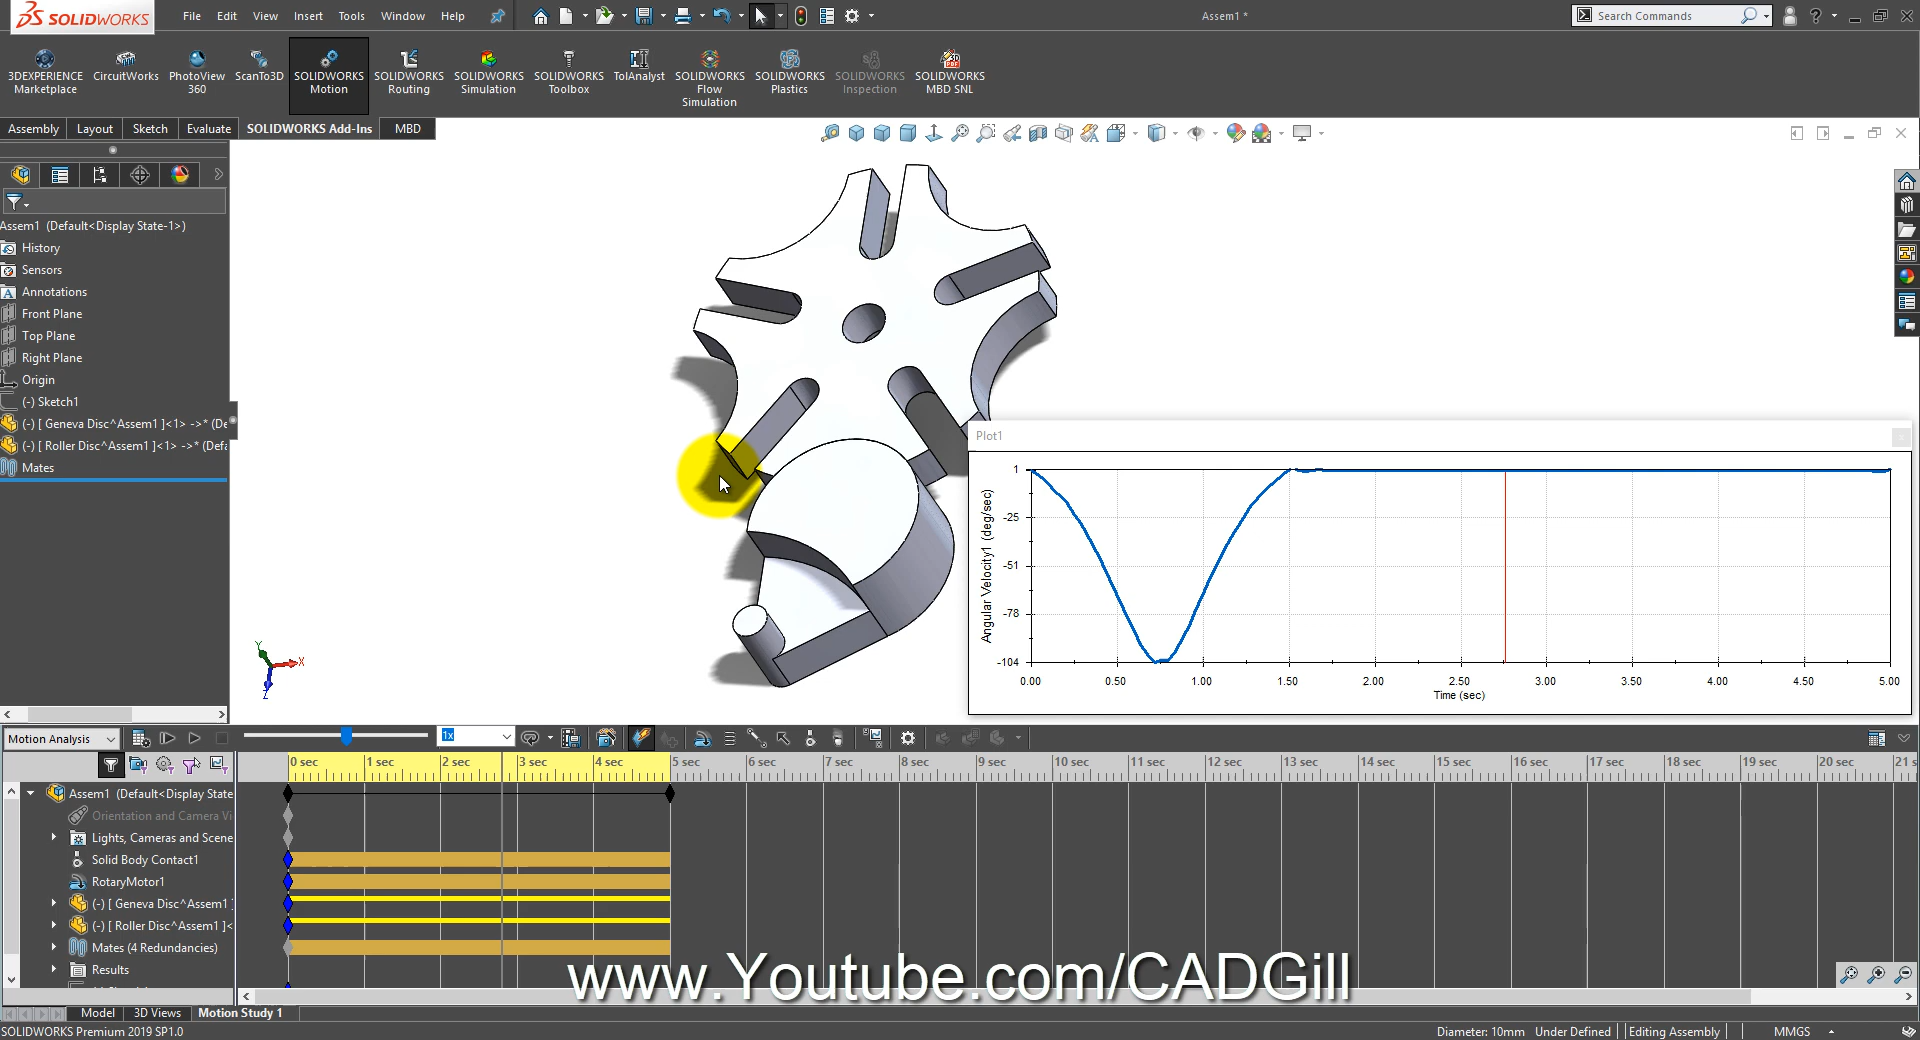 SOLIDWORKS
File Edit View Insert Tools Window Help
Assem1 *
Search Commands
3DEXPERIENCE Marketplace
CircuitWorks
PhotoView 360
ScanTo3D
SOLIDWORKS Motion
SOLIDWORKS Routing
SOLIDWORKS Simulation
SOLIDWORKS Toolbox
TolAnalyst
SOLIDWORKS Flow Simulation
SOLIDWORKS Plastics
SOLIDWORKS Inspection
SOLIDWORKS MBD SNL
Assembly Layout Sketch Evaluate SOLIDWORKS Add-Ins MBD
Assem1 (Default<Display State-1>)
History
Sensors
Annotations
Front Plane
Top Plane
Right Plane
Origin
(-) Sketch1
(-) [ Geneva Disc^Assem1 ]<1> ->* (De
(-) [ Roller Disc^Assem1 ]<1> ->* (Defa
Mates
Y
X
Z
Plot1
Angular Velocity1 (deg/sec)
1
-25
-51
-78
-104
0.00 0.50 1.00 1.50 2.00 2.50 3.00 3.50 4.00 4.50 5.00
Time (sec)
Motion Analysis
1x
0 sec 1 sec 2 sec 3 sec 4 sec 5 sec 6 sec 7 sec 8 sec 9 sec 10 sec 11 sec 12 sec 13 sec 14 sec 15 sec 16 sec 17 sec 18 sec 19 sec 20 sec 21 s
Assem1 (Default<Display State
Orientation and Camera Vi
Lights, Cameras and Scene
Solid Body Contact1
RotaryMotor1
(-) [ Geneva Disc^Assem1 ]
(-) [ Roller Disc^Assem1 ]<
Mates (4 Redundancies)
Results
www.Youtube.com/CADGill
Model 3D Views Motion Study 1
SOLIDWORKS Premium 2019 SP1.0
Diameter: 10mm Under Defined Editing Assembly MMGS